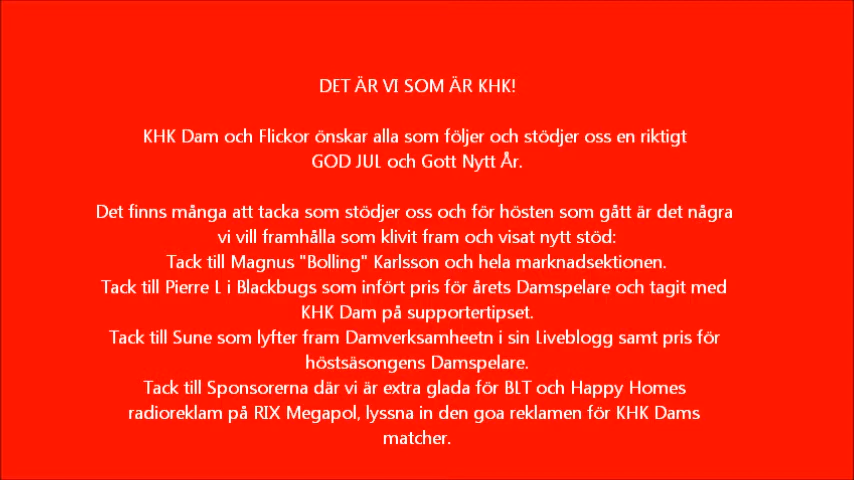 DET ÄR VI SOM ÄR KHK!
KHK Dam och Flickor önskar alla som följer och stödjer oss en riktigt
GOD JUL och Gott Nytt År.
Det finns många att tacka som stödjer oss och för hösten som gått är det några
vi vill framhålla som klivit fram och visat nytt stöd:
Tack till Magnus "Bolling" Karlsson och hela marknadsektionen.
Tack till Pierre L i Blackbugs som infört pris för årets Damspelare och tagit med
KHK Dam på supportertipset.
Tack till Sune som lyfter fram Damverksamheetn i sin Liveblogg samt pris för
höstsäsongens Damspelare.
Tack till Sponsorerna där vi är extra glada för BLT och Happy Homes
radioreklam på RIX Megapol, lyssna in den goa reklamen för KHK Dams
matcher.